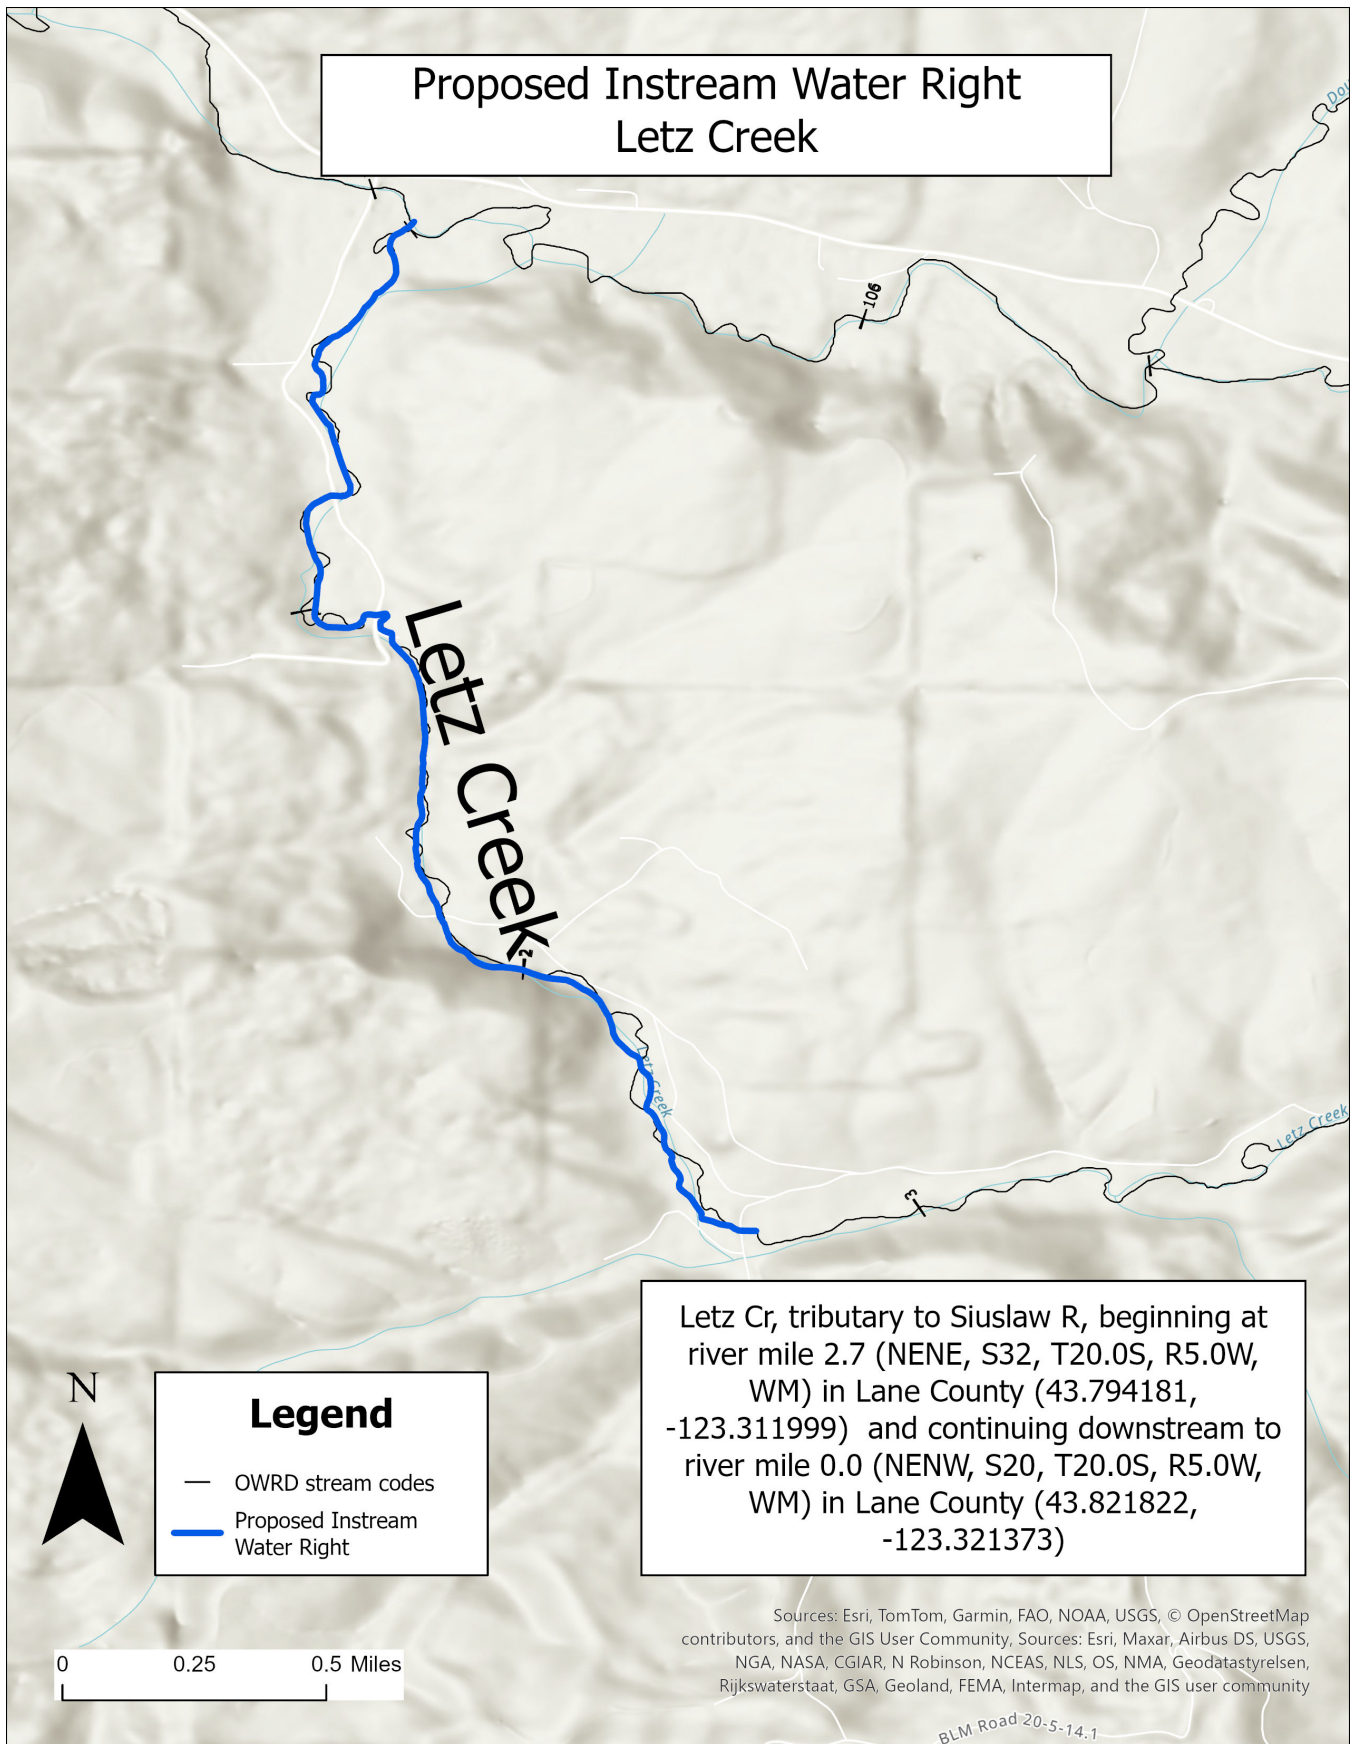 Proposed Instream Water Right
Letz Creek
106
Letz Creek
2
Letz Creek
Letz Creek
3
Letz Cr, tributary to Siuslaw R, beginning at
river mile 2.7 (NENE, S32, T20.0S, R5.0W,
WM) in Lane County (43.794181,
-123.311999)  and continuing downstream to
river mile 0.0 (NENW, S20, T20.0S, R5.0W,
WM) in Lane County (43.821822,
-123.321373)
N
Legend
OWRD stream codes
Proposed Instream
Water Right
0 0.25 0.5 Miles
Sources: Esri, TomTom, Garmin, FAO, NOAA, USGS, © OpenStreetMap
contributors, and the GIS User Community, Sources: Esri, Maxar, Airbus DS, USGS,
NGA, NASA, CGIAR, N Robinson, NCEAS, NLS, OS, NMA, Geodatastyrelsen,
Rijkswaterstaat, GSA, Geoland, FEMA, Intermap, and the GIS user community
BLM Road 20-5-14.1